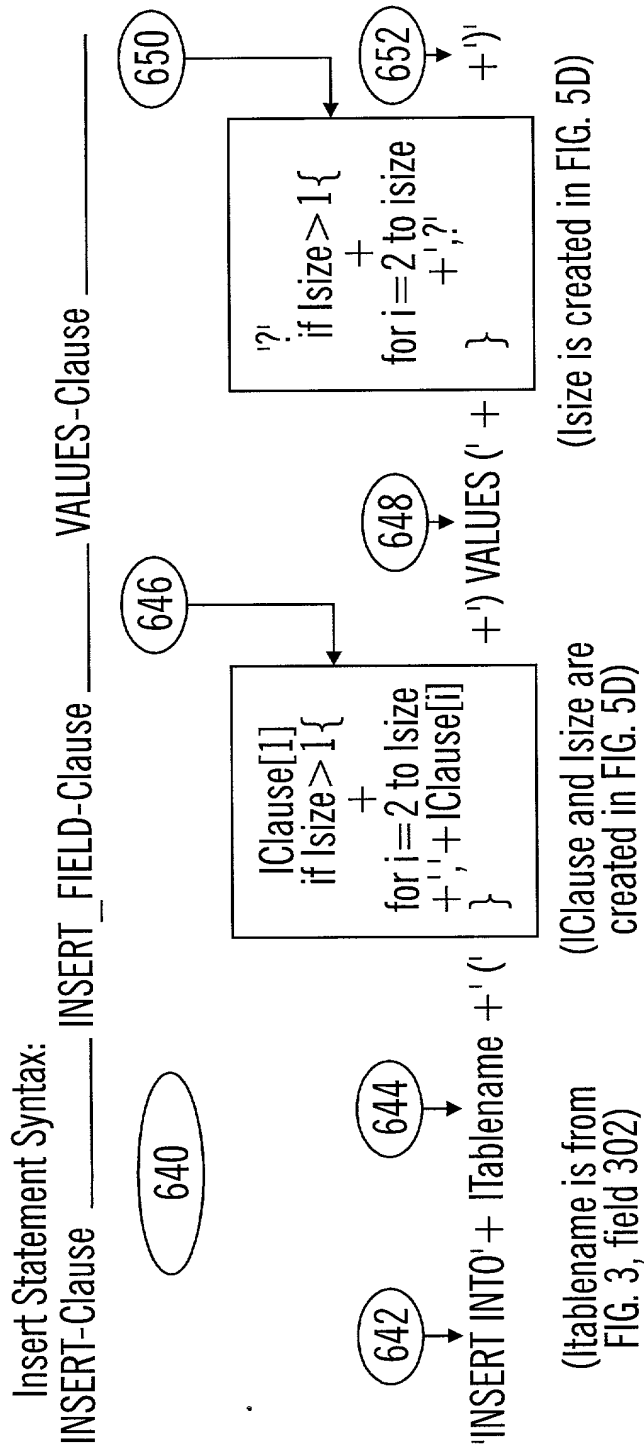 Insert Statement Syntax:
INSERT-Clause ____ INSERT_FIELD-Clause ____ VALUES-Clause ____
640
646
650
642
644
648
652
'INSERT INTO'+ ITablename +' ('
IClause[1]
if Isize > 1{
+
for i=2 to Isize
+','+ IClause[i]
}
+') VALUES (' +
'?'
if Isize > 1{
+
for i=2 to isize
+',?'
}
+')'
(Itablename is from
FIG. 3, field 302)
(IClause and Isize are
created in FIG. 5D)
(Isize is created in FIG. 5D)